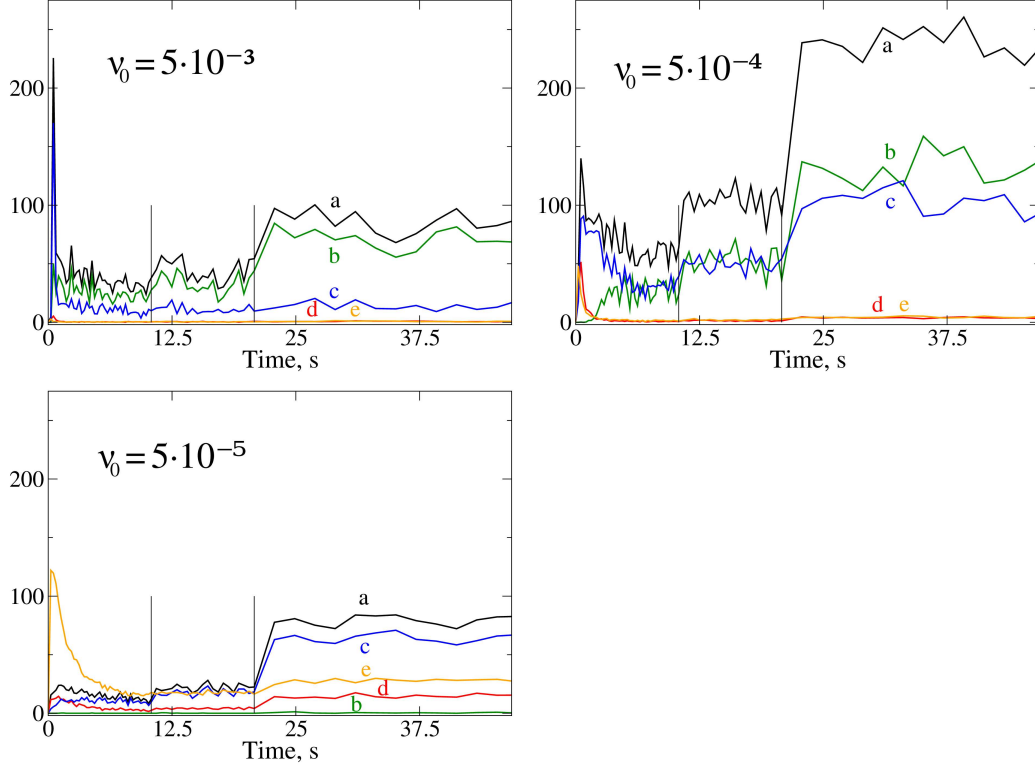 ν₀ = 5·10⁻³
200
100
0
a
b
c
d
e
0
12.5
25
37.5
Time, s
ν₀ = 5·10⁻⁴
200
100
0
a
b
c
d
e
0
12.5
25
37.5
Time, s
ν₀ = 5·10⁻⁵
200
100
0
a
c
e
d
b
0
12.5
25
37.5
Time, s